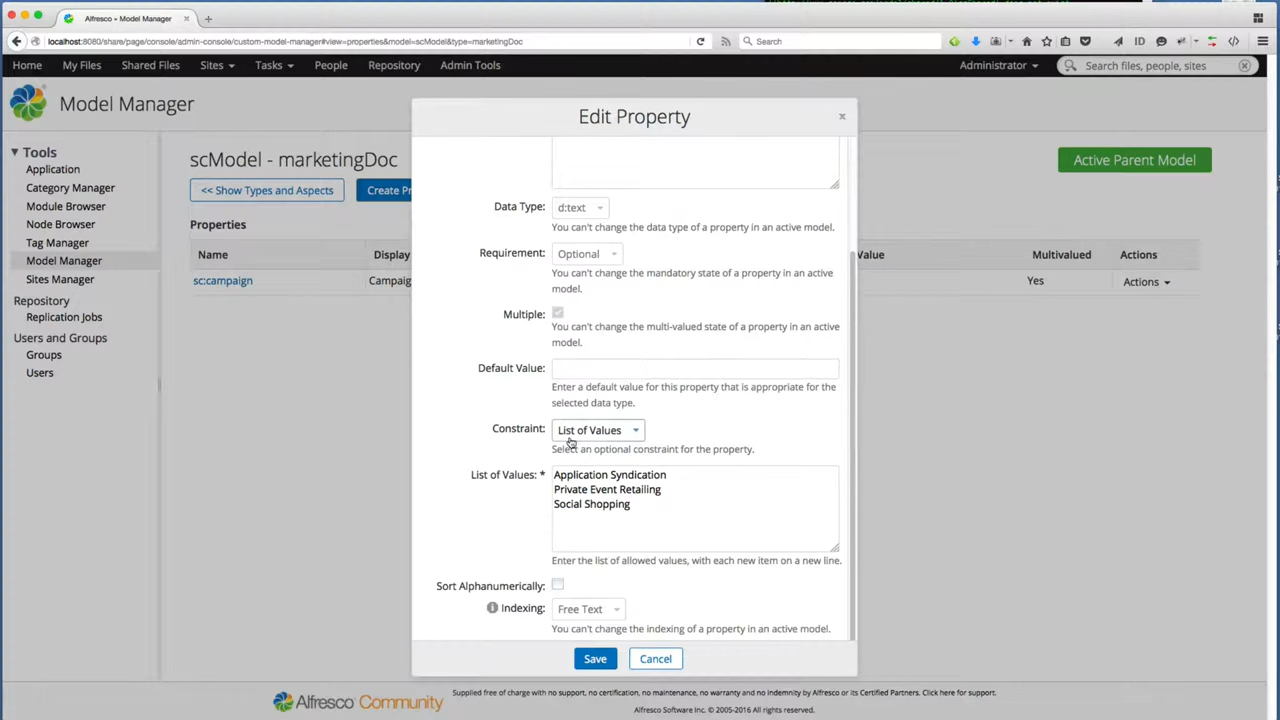 Alfresco » Model Manager
localhost:8080/share/page/console/admin-console/custom-model-manager#view=properties&model=scModel&type=marketingDoc
Search
Home
My Files
Shared Files
Sites
Tasks
People
Repository
Admin Tools
Administrator
Search files, people, sites
Model Manager
Tools
Application
Category Manager
Module Browser
Node Browser
Tag Manager
Model Manager
Sites Manager
Repository
Replication Jobs
Users and Groups
Groups
Users
scModel - marketingDoc
Active Parent Model
<< Show Types and Aspects
Create Pr
Properties
Name
Display
Value
Multivalued
Actions
sc:campaign
Campaig
Yes
Actions
Edit Property
Data Type:
d:text
You can't change the data type of a property in an active model.
Requirement:
Optional
You can't change the mandatory state of a property in an active
model.
Multiple:
You can't change the multi-valued state of a property in an active
model.
Default Value:
Enter a default value for this property that is appropriate for the
selected data type.
Constraint:
List of Values
Select an optional constraint for the property.
List of Values: *
Application Syndication
Private Event Retailing
Social Shopping
Enter the list of allowed values, with each new item on a new line.
Sort Alphanumerically:
Indexing:
Free Text
You can't change the indexing of a property in an active model.
Save
Cancel
Alfresco Community
Supplied free of charge with no support, no certification, no maintenance, no warranty and no indemnity by Alfresco or its Certified Partners. Click here for support.
Alfresco Software Inc. © 2005-2016 All rights reserved.